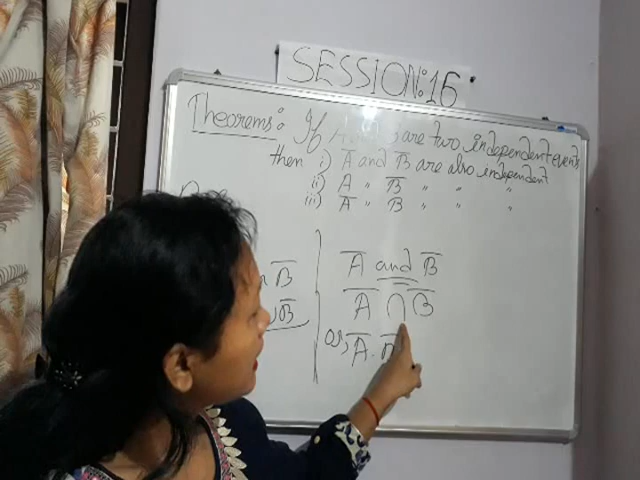 SESSION:16
Theorems: If A and B are two independent events
then i) A̅ and B̅ are also independent
ii) A " B̅ " " "
iii) A̅ " B " " "
B̅
B̅
A̅ and B̅
A̅ ∩ B̅
or, A̅ .